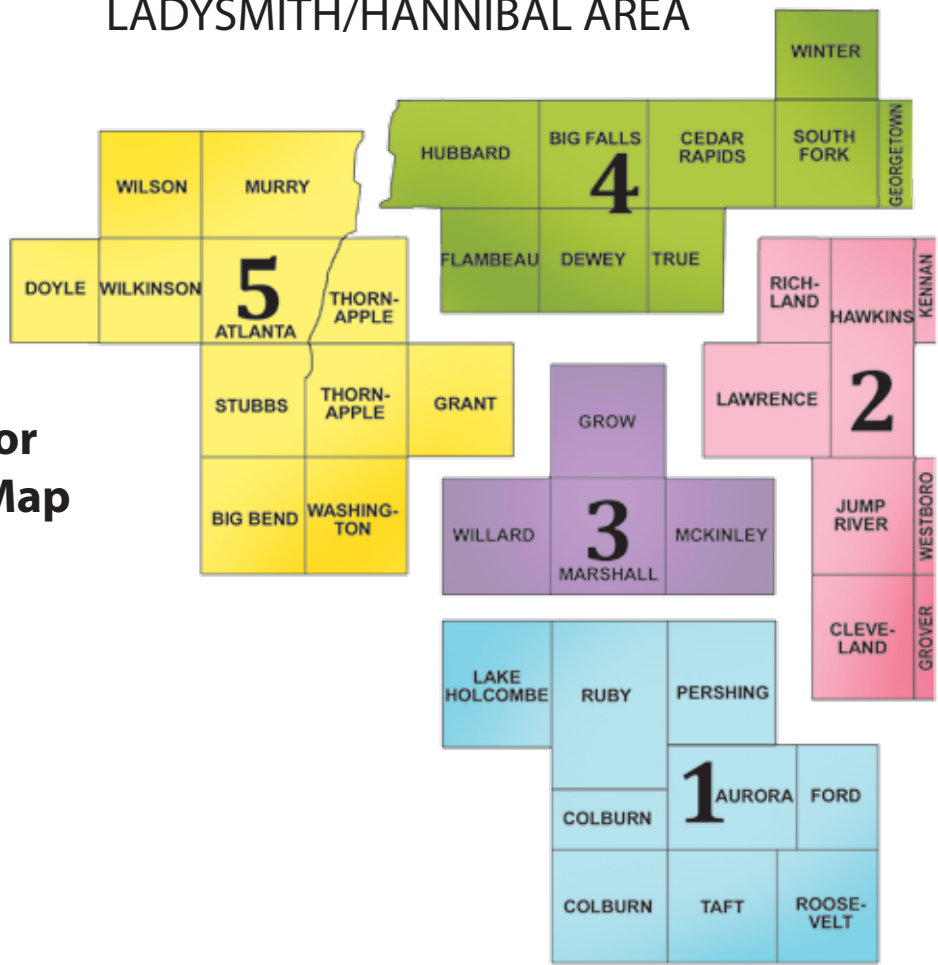 LADYSMITH/HANNIBAL AREA
WINTER
HUBBARD
BIG FALLS
CEDAR
RAPIDS
SOUTH
FORK
GEORGETOWN
4
FLAMBEAU
DEWEY
TRUE
WILSON
MURRY
DOYLE
WILKINSON
5
ATLANTA
THORN-
APPLE
STUBBS
THORN-
APPLE
GRANT
BIG BEND
WASHING-
TON
RICH-
LAND
HAWKINS
KENNAN
LAWRENCE
2
JUMP
RIVER
WESTBORO
CLEVE-
LAND
GROVER
or
Map
GROW
WILLARD
3
MARSHALL
MCKINLEY
LAKE
HOLCOMBE
RUBY
PERSHING
1
AURORA
FORD
COLBURN
COLBURN
TAFT
ROOSE-
VELT